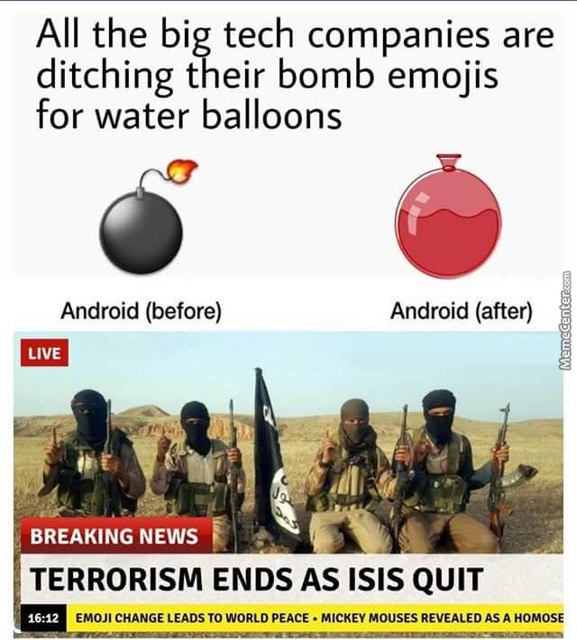 All the big tech companies are
ditching their bomb emojis
for water balloons
Android (before)
Android (after)
MemeCenter.com
LIVE
BREAKING NEWS
TERRORISM ENDS AS ISIS QUIT
16:12 EMOJI CHANGE LEADS TO WORLD PEACE • MICKEY MOUSES REVEALED AS A HOMOSE